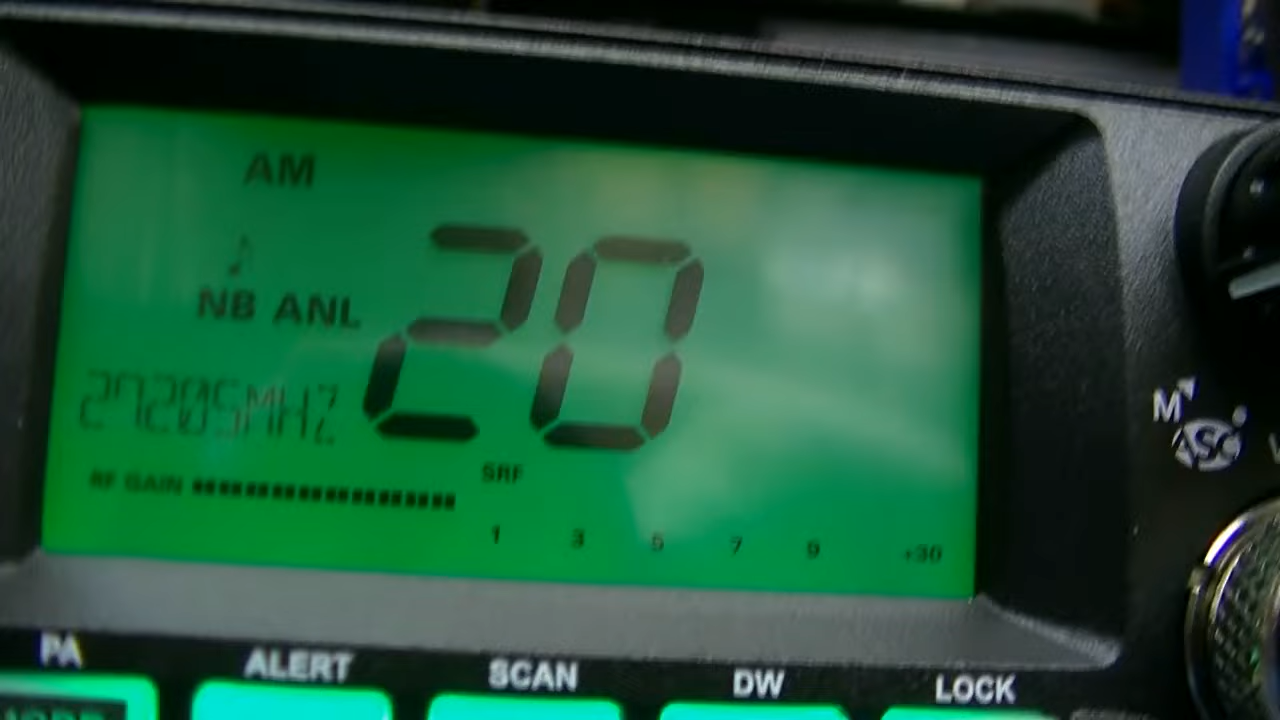 AM
20
NB ANL
27205MHZ
RF GAIN
SRF
1 3 5 7 9 +30
M
ASC
PA ALERT SCAN DW LOCK